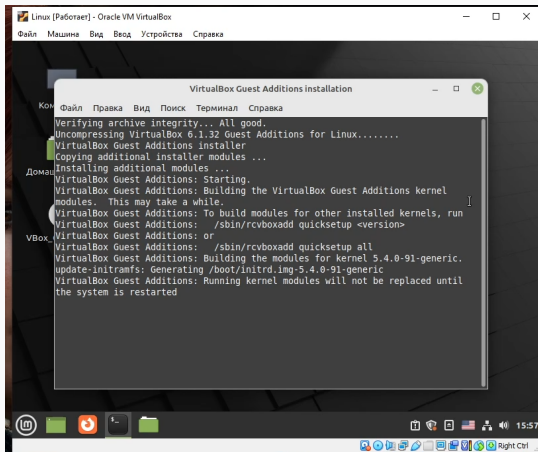 Linux [Работает] - Oracle VM VirtualBox
Файл Машина Вид Ввод Устройства Справка
VirtualBox Guest Additions installation
Файл Правка Вид Поиск Терминал Справка
Verifying archive integrity... All good.
Uncompressing VirtualBox 6.1.32 Guest Additions for Linux........
VirtualBox Guest Additions installer
Copying additional installer modules ...
Installing additional modules ...
VirtualBox Guest Additions: Starting.
VirtualBox Guest Additions: Building the VirtualBox Guest Additions kernel
modules. This may take a while.
VirtualBox Guest Additions: To build modules for other installed kernels, run
VirtualBox Guest Additions: /sbin/rcvboxadd quicksetup <version>
VirtualBox Guest Additions: or
VirtualBox Guest Additions: /sbin/rcvboxadd quicksetup all
VirtualBox Guest Additions: Building the modules for kernel 5.4.0-91-generic.
update-initramfs: Generating /boot/initrd.img-5.4.0-91-generic
VirtualBox Guest Additions: Running kernel modules will not be replaced until
the system is restarted
Ком
Домаш
VBox_
15:57
Right Ctrl